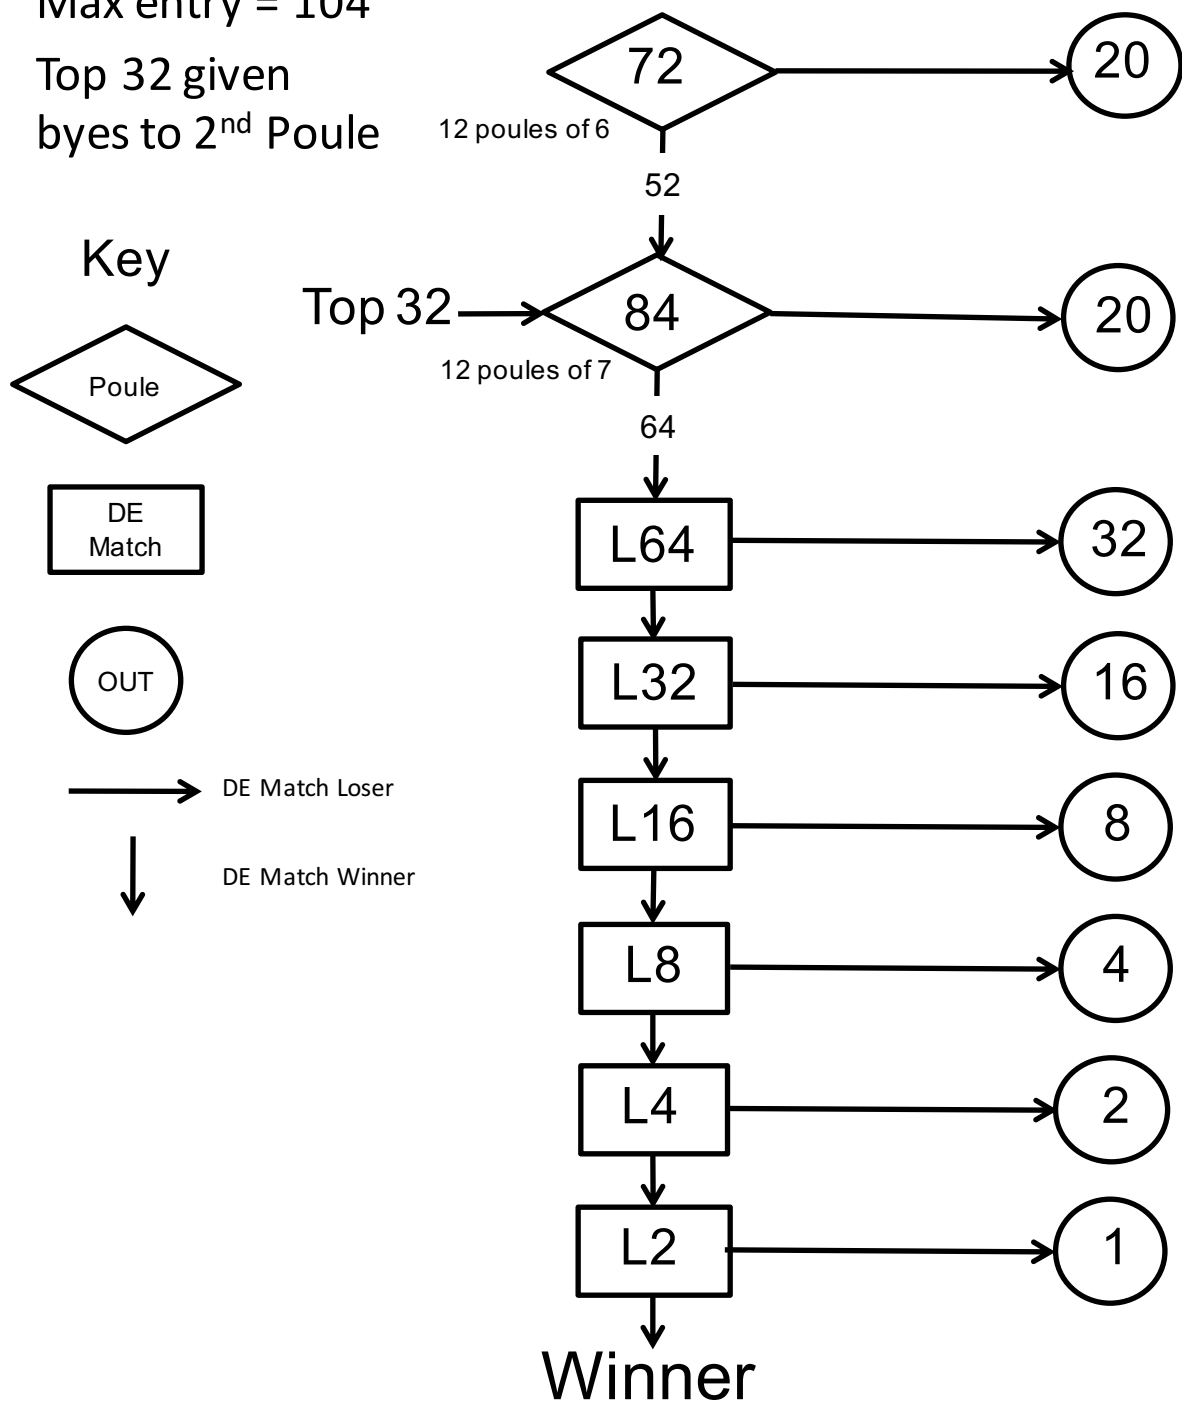 Max entry = 104
Top 32 given
byes to 2nd Poule
72
20
12 poules of 6
52
Key
Top 32
84
20
12 poules of 7
Poule
64
DE
Match
L64
32
OUT
L32
16
DE Match Loser
L16
8
DE Match Winner
L8
4
L4
2
L2
1
Winner